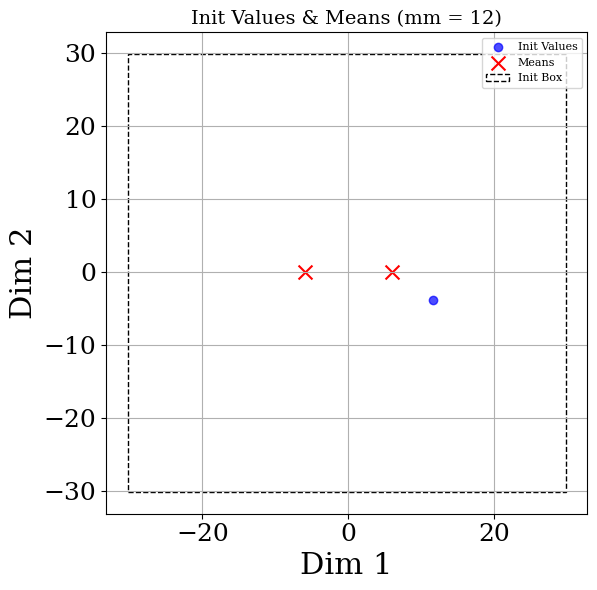 Init Values & Means (mm = 12)
Init Values
Means
Init Box
30
20
10
0
−10
−20
−30
Dim 2
−20
0
20
Dim 1